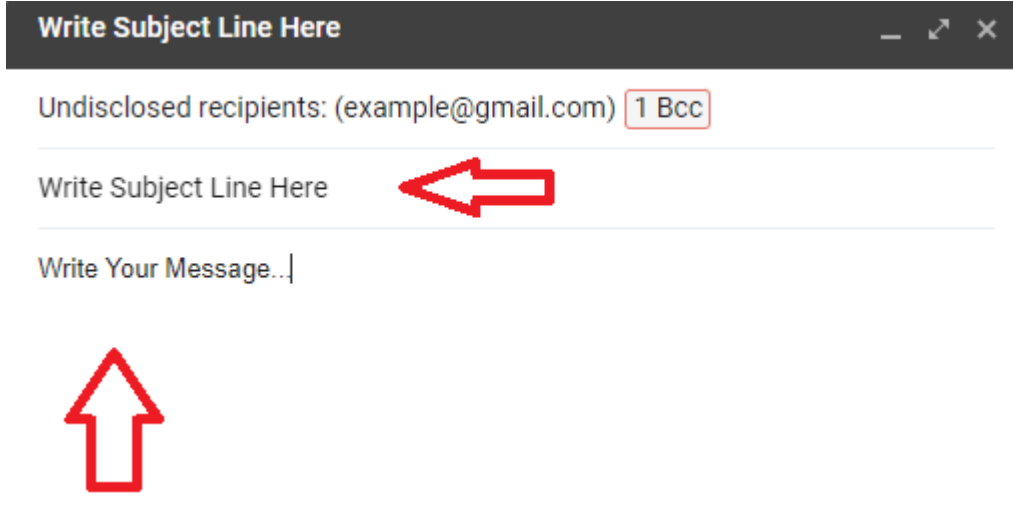 Write Subject Line Here
Undisclosed recipients: (example@gmail.com) 1 Bcc
Write Subject Line Here
Write Your Message...